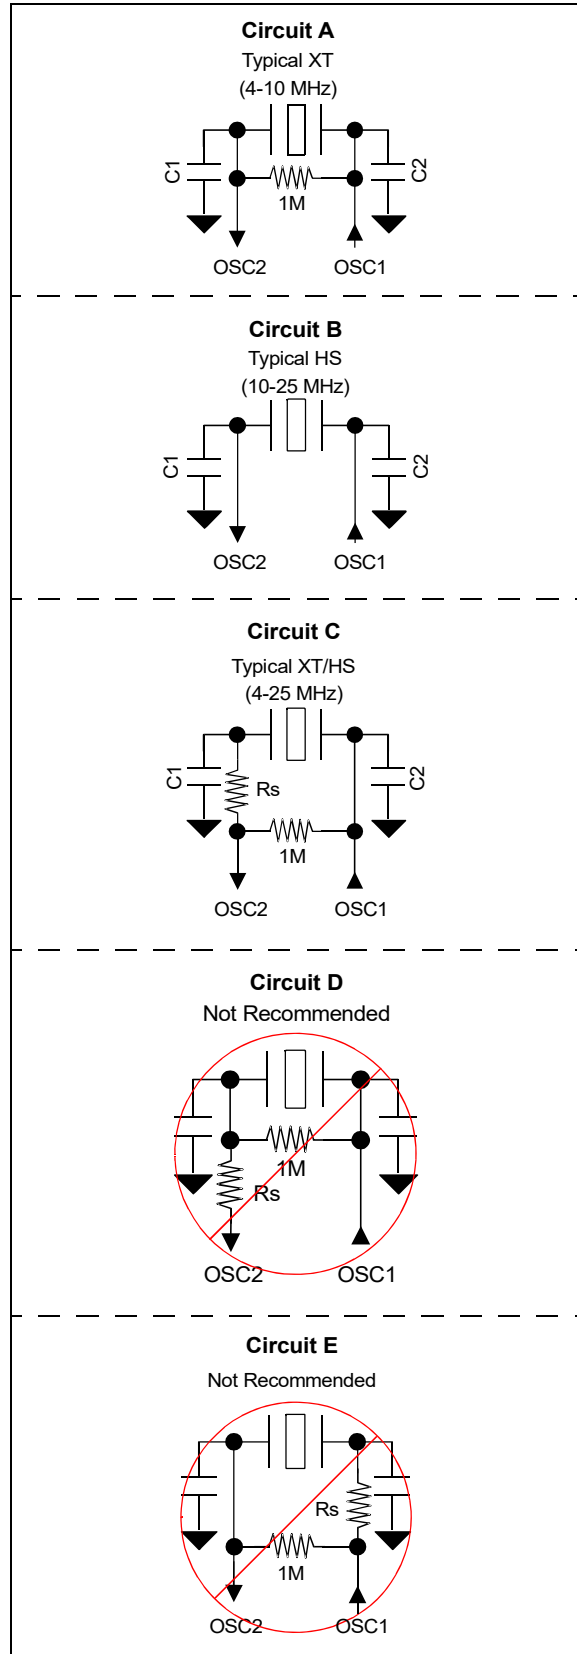 Circuit A
Typical XT
(4-10 MHz)
C1
C2
1M
OSC2 OSC1
Circuit B
Typical HS
(10-25 MHz)
C1
C2
OSC2 OSC1
Circuit C
Typical XT/HS
(4-25 MHz)
C1
Rs
C2
1M
OSC2 OSC1
Circuit D
Not Recommended
1M
Rs
OSC2 OSC1
Circuit E
Not Recommended
Rs
1M
OSC2 OSC1